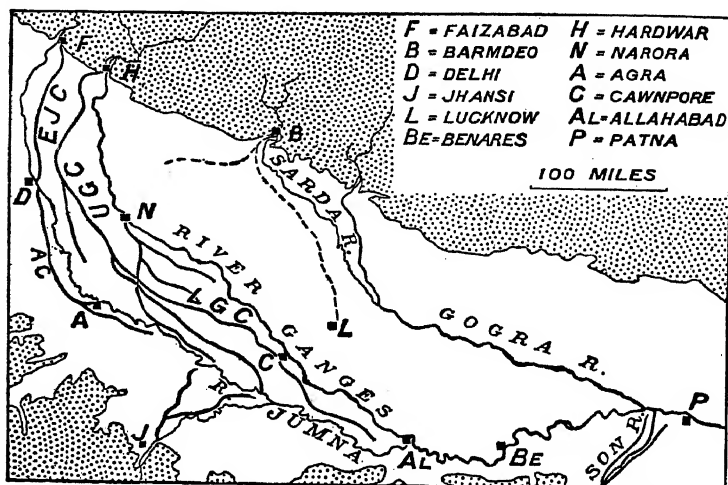 F = FAIZABAD H = HARDWAR
B = BARMDEO N = NARORA
D = DELHI A = AGRA
J = JHANSI C = CAWNPORE
L = LUCKNOW AL = ALLAHABAD
BE = BENARES P = PATNA
100 MILES
F
H
EJC
UGC
B
SARDA R.
D
N
RIVER GANGES
AC
A
LGC
L
GOGRA R.
C
J
JUMNA R
AL
BE
P
SON R.